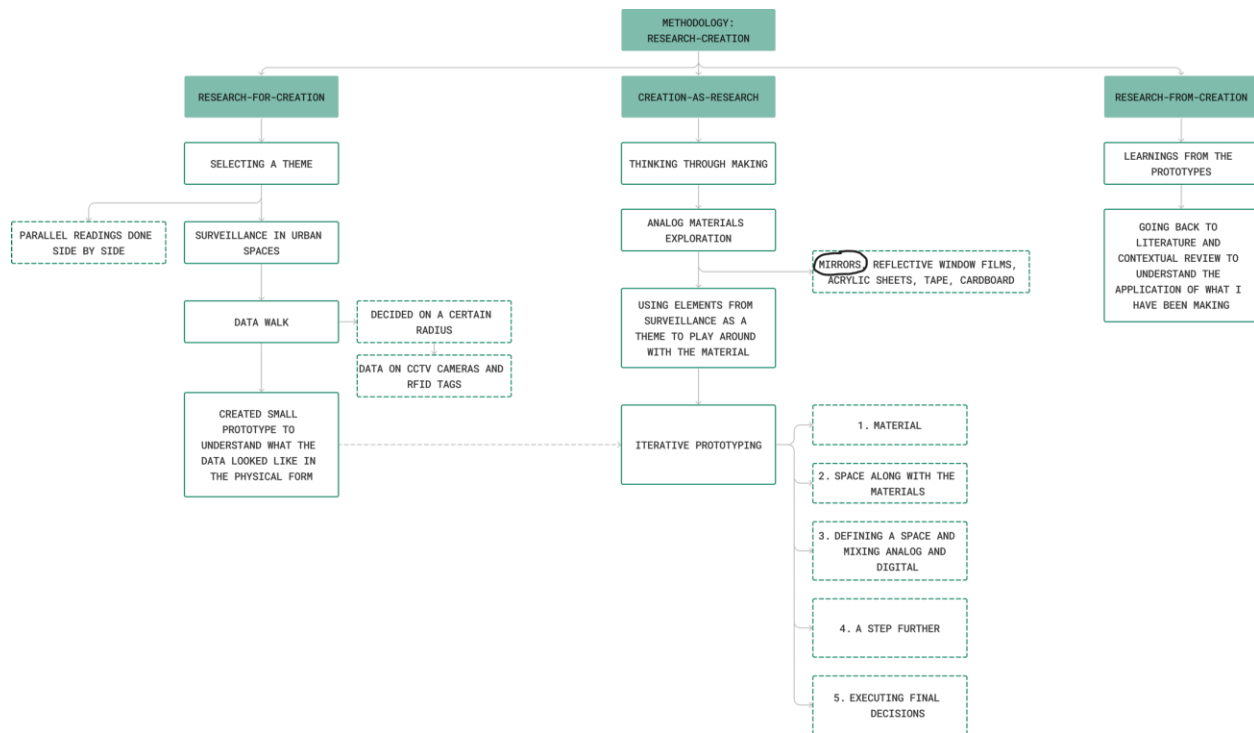 METHODOLOGY:
RESEARCH-CREATION
RESEARCH-FOR-CREATION
CREATION-AS-RESEARCH
RESEARCH-FROM-CREATION
SELECTING A THEME
THINKING THROUGH MAKING
LEARNINGS FROM THE
PROTOTYPES
PARALLEL READINGS DONE
SIDE BY SIDE
SURVEILLANCE IN URBAN
SPACES
ANALOG MATERIALS
EXPLORATION
GOING BACK TO
LITERATURE AND
CONTEXTUAL REVIEW TO
UNDERSTAND THE
APPLICATION OF WHAT I
HAVE BEEN MAKING
MIRRORS, REFLECTIVE WINDOW FILMS,
ACRYLIC SHEETS, TAPE, CARDBOARD
DATA WALK
DECIDED ON A CERTAIN
RADIUS
DATA ON CCTV CAMERAS AND
RFID TAGS
USING ELEMENTS FROM
SURVEILLANCE AS A
THEME TO PLAY AROUND
WITH THE MATERIAL
CREATED SMALL
PROTOTYPE TO
UNDERSTAND WHAT THE
DATA LOOKED LIKE IN
THE PHYSICAL FORM
ITERATIVE PROTOTYPING
1. MATERIAL
2. SPACE ALONG WITH THE
MATERIALS
3. DEFINING A SPACE AND
MIXING ANALOG AND
DIGITAL
4. A STEP FURTHER
5. EXECUTING FINAL
DECISIONS